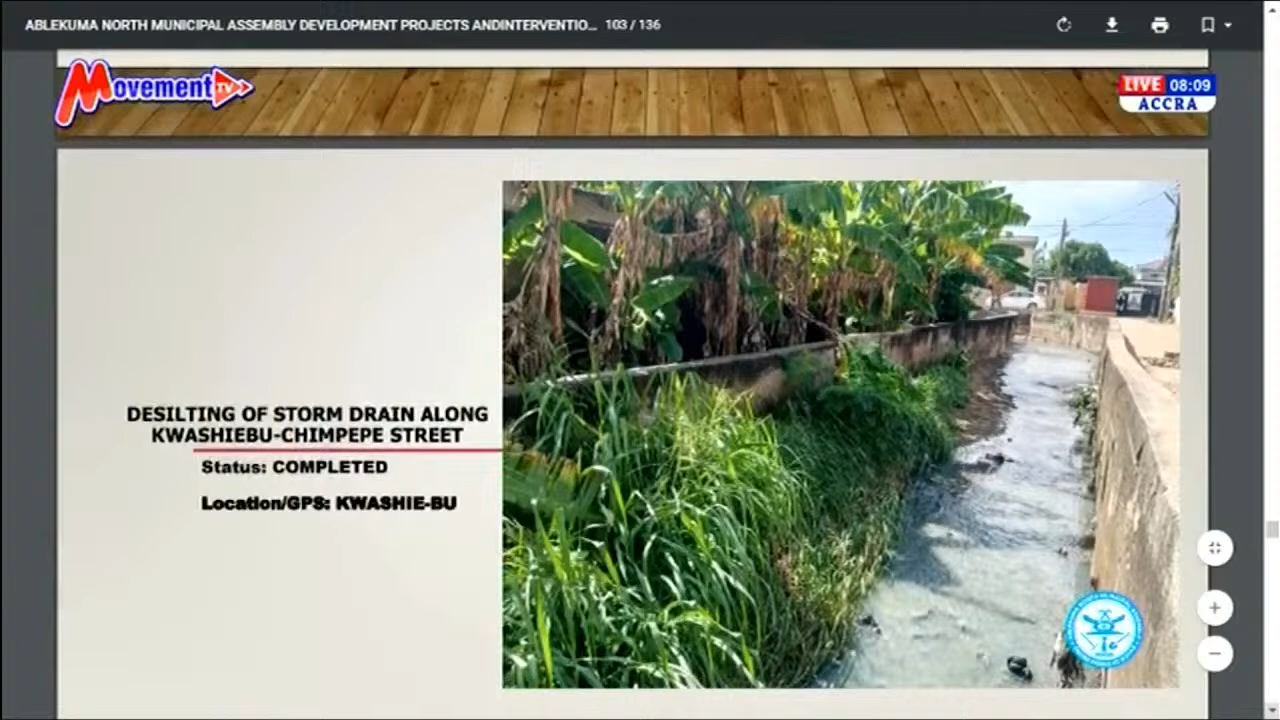 ABLEKUMA NORTH MUNICIPAL ASSEMBLY DEVELOPMENT PROJECTS ANDINTERVENTIO... 103 / 136
Movement TV
LIVE 08:09
ACCRA
DESILTING OF STORM DRAIN ALONG
KWASHIEBU-CHIMPEPE STREET
Status: COMPLETED
Location/GPS: KWASHIE-BU